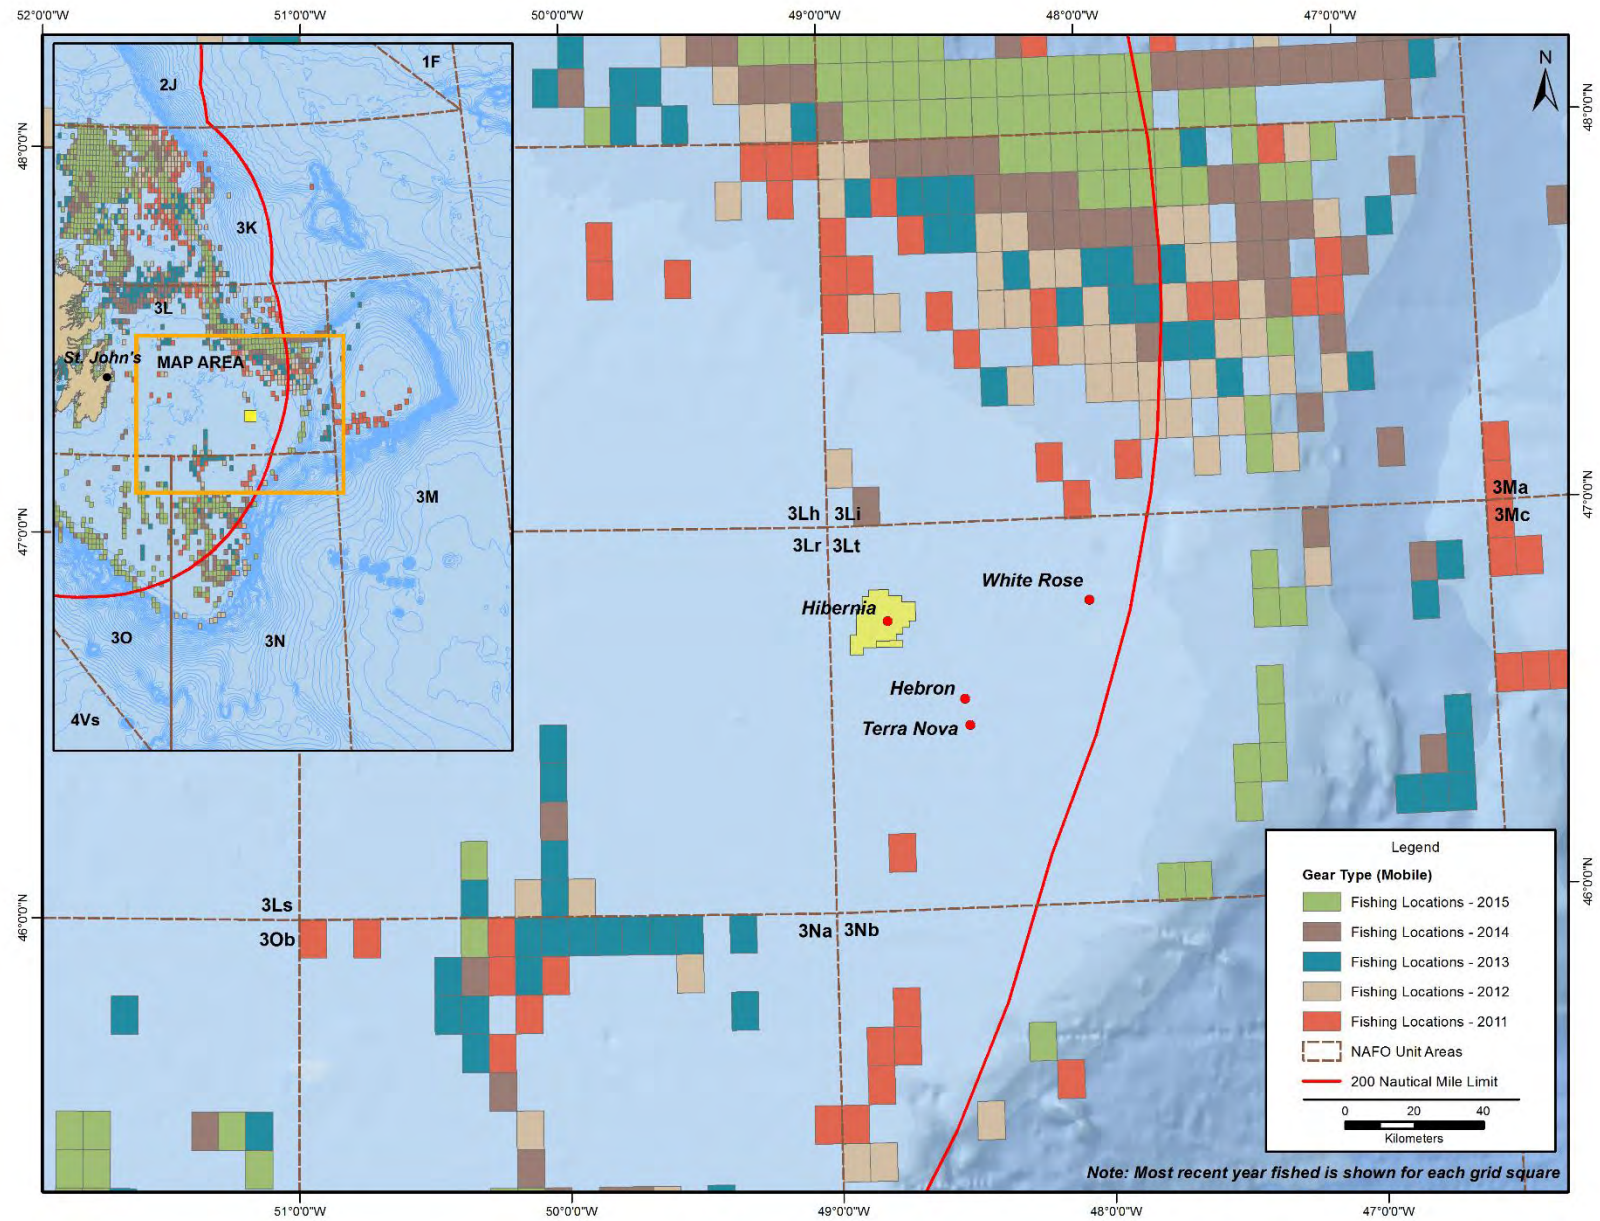 52°0'0"W 51°0'0"W 50°0'0"W 49°0'0"W 48°0'0"W 47°0'0"W
N
1F
2J
48°0'0"N
48°0'0"N
3K
3L
St. John's
MAP AREA
3M
3O
3N
4Vs
47°0'0"N
47°0'0"N
3Ma
3Mc
3Lh 3Li
3Lr 3Lt
White Rose
Hibernia
Hebron
Terra Nova
46°0'0"N
46°0'0"N
3Ls
3Ob
3Na 3Nb
Legend
Gear Type (Mobile)
Fishing Locations - 2015
Fishing Locations - 2014
Fishing Locations - 2013
Fishing Locations - 2012
Fishing Locations - 2011
NAFO Unit Areas
200 Nautical Mile Limit
0 20 40
Kilometers
Note: Most recent year fished is shown for each grid square
51°0'0"W 50°0'0"W 49°0'0"W 48°0'0"W 47°0'0"W